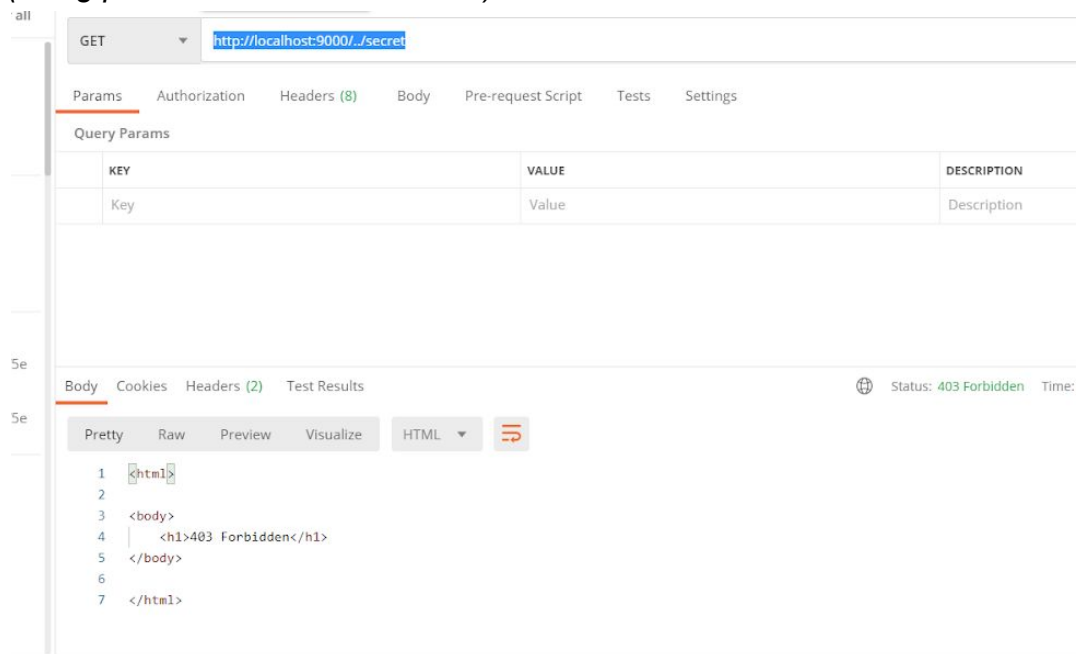 all
GET http://localhost:9000/../secret
Params Authorization Headers (8) Body Pre-request Script Tests Settings
Query Params
KEY VALUE DESCRIPTION
Key Value Description
5e
Body Cookies Headers (2) Test Results Status: 403 Forbidden Time:
5e
Pretty Raw Preview Visualize HTML
1 <html>
2
3 <body>
4 <h1>403 Forbidden</h1>
5 </body>
6
7 </html>